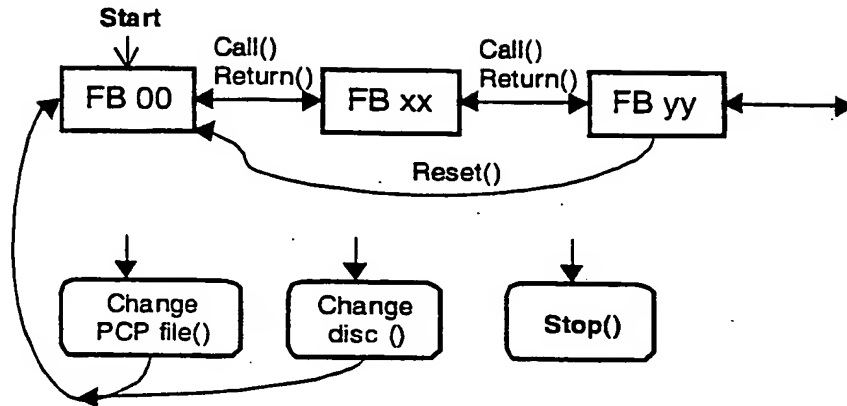 Start
Call()
Return()
Call()
Return()
FB 00
FB xx
FB yy
Reset()
Change
PCP file()
Change
disc ()
Stop()